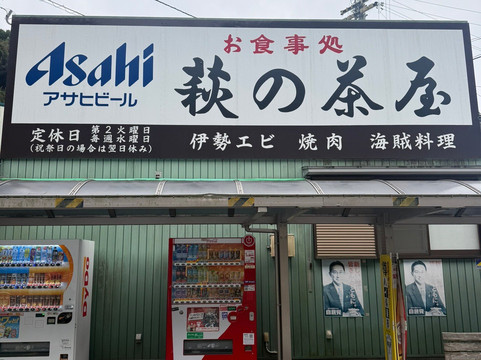 Asahi
アサヒビール
お食事処
萩の茶屋
定休日 第2火曜日
毎週水曜日
(祝祭日の場合は翌日休み)
伊勢エビ 焼肉 海賊料理
DyDo